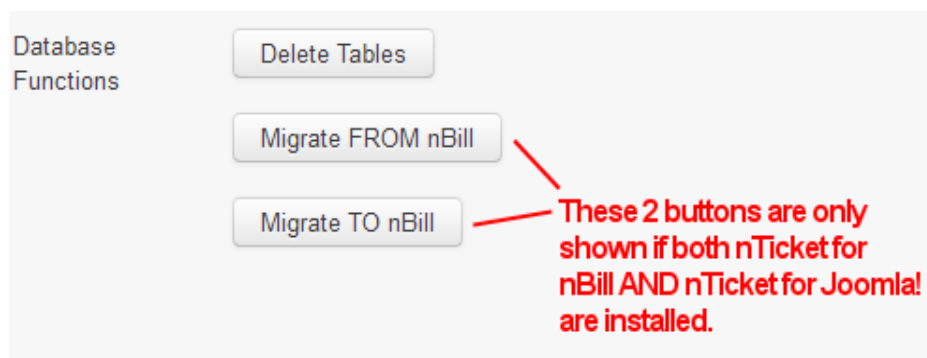 Database
Functions
Delete Tables
Migrate FROM nBill
Migrate TO nBill
These 2 buttons are only
shown if both nTicket for
nBill AND nTicket for Joomla!
are installed.